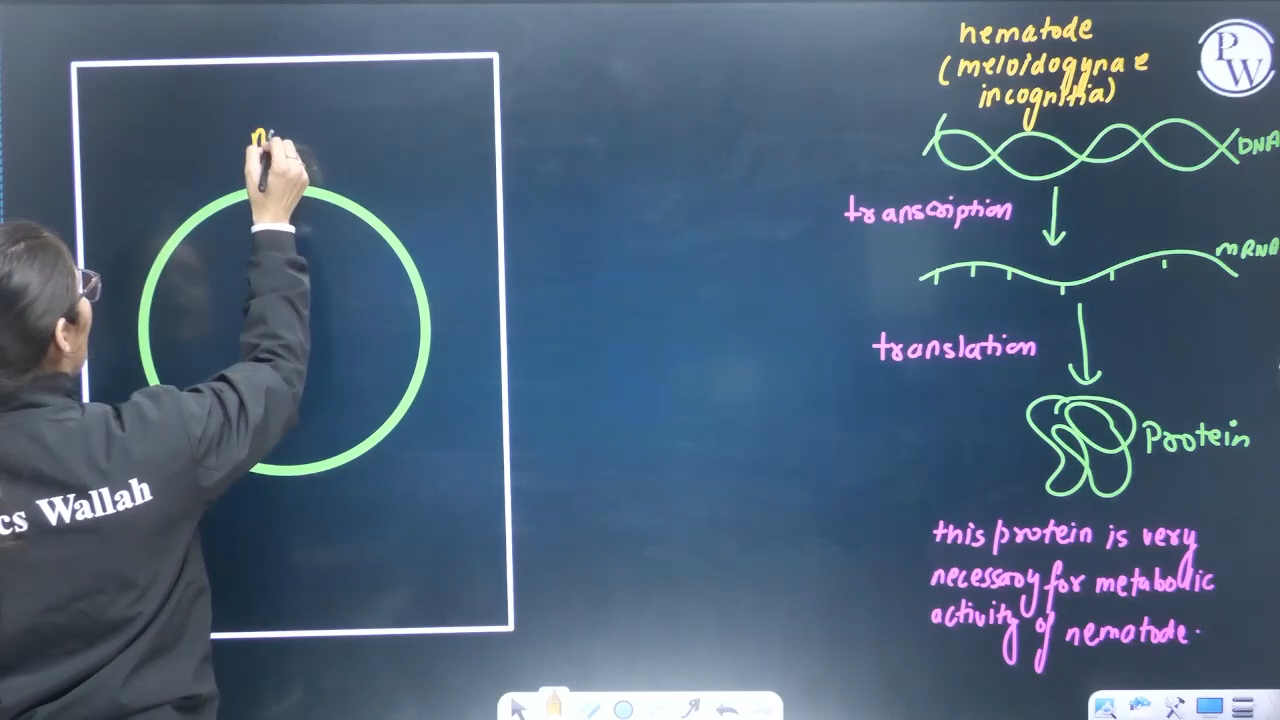 n
nematode
(meloidogynae
incognitia)
DNA
transcription
mRNA
translation
Protein
this protein is very
necessary for metabolic
activity of nematode.
PW
cs Wallah